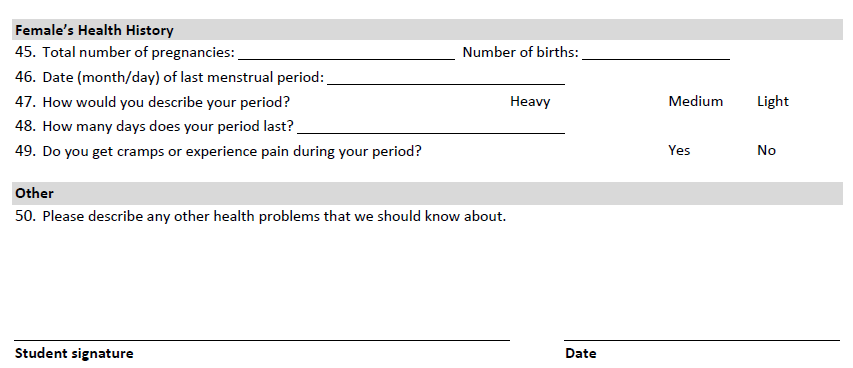 Female's Health History
45. Total number of pregnancies: Number of births:
46. Date (month/day) of last menstrual period:
47. How would you describe your period? Heavy Medium Light
48. How many days does your period last?
49. Do you get cramps or experience pain during your period? Yes No
Other
50. Please describe any other health problems that we should know about.
Student signature Date